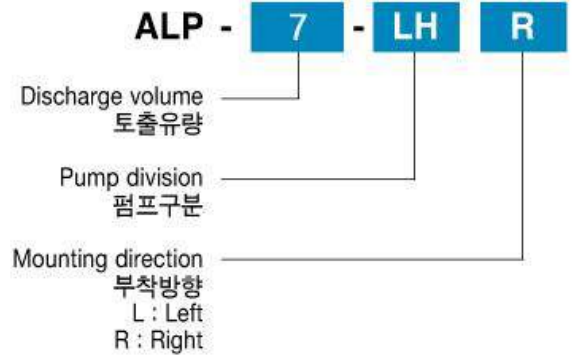 ALP - 7 - LH R
Discharge volume
토출유량
Pump division
펌프구분
Mounting direction
부착방향
L : Left
R : Right